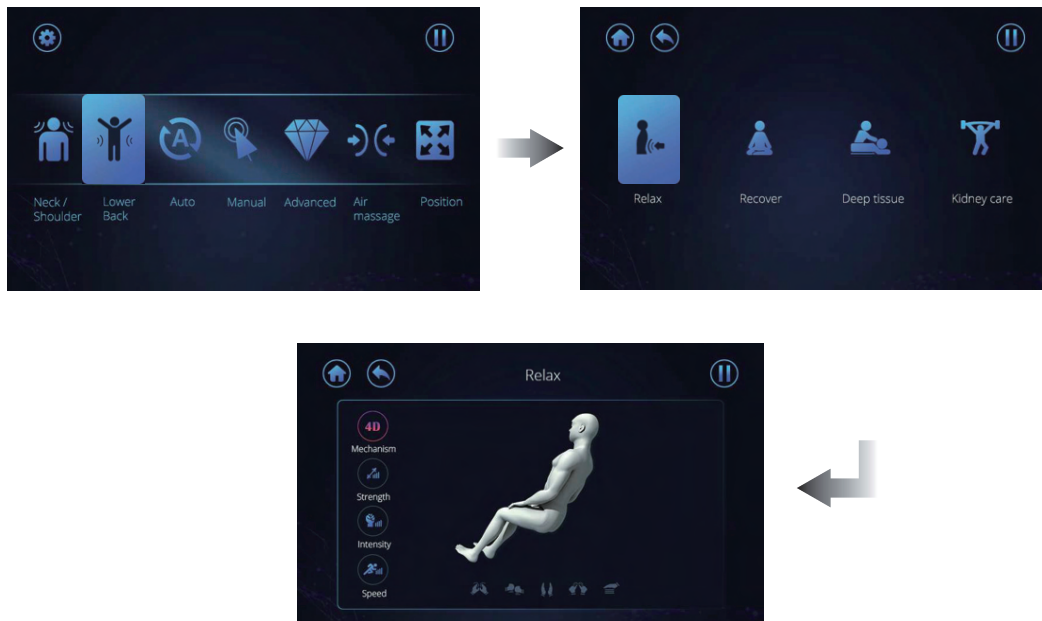 A
Neck /
Shoulder
Lower
Back
Auto
Manual
Advanced
Air
massage
Position
Relax
Recover
Deep tissue
Kidney care
Relax
4D
Mechanism
Strength
Intensity
Speed